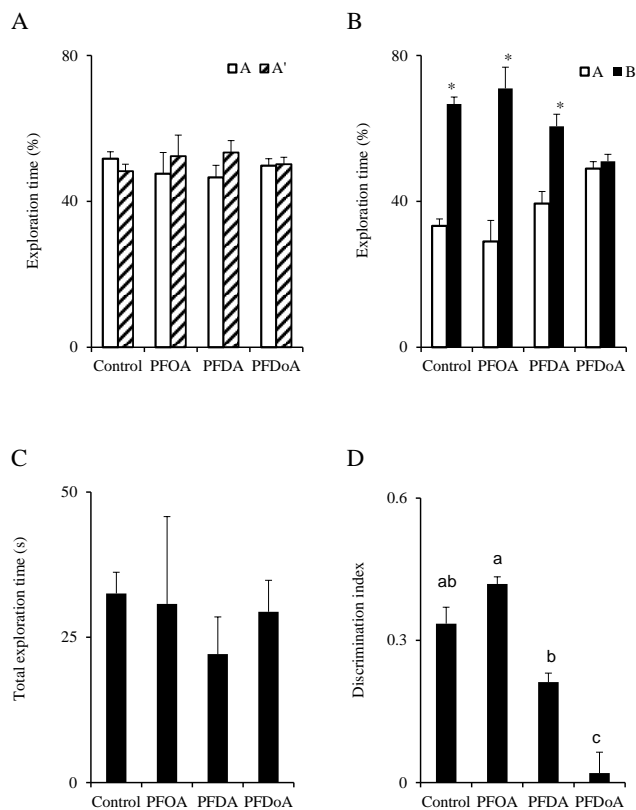 A
B
80
A A'
Exploration time (%)
40
0
Control PFOA PFDA PFDoA
80
A B
* * *
Exploration time (%)
40
0
Control PFOA PFDA PFDoA
C
D
50
Total exploration time (s)
25
0
Control PFOA PFDA PFDoA
0.6
Discrimination index
ab a b c
0.3
0
Control PFOA PFDA PFDoA